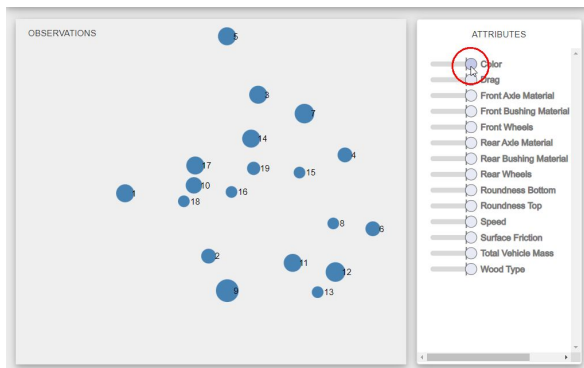 OBSERVATIONS
5
3
7
14
4
17
19
15
10
16
1
18
8
6
2
11
12
9
13
ATTRIBUTES
Color
Drag
Front Axle Material
Front Bushing Material
Front Wheels
Rear Axle Material
Rear Bushing Material
Rear Wheels
Roundness Bottom
Roundness Top
Speed
Surface Friction
Total Vehicle Mass
Wood Type